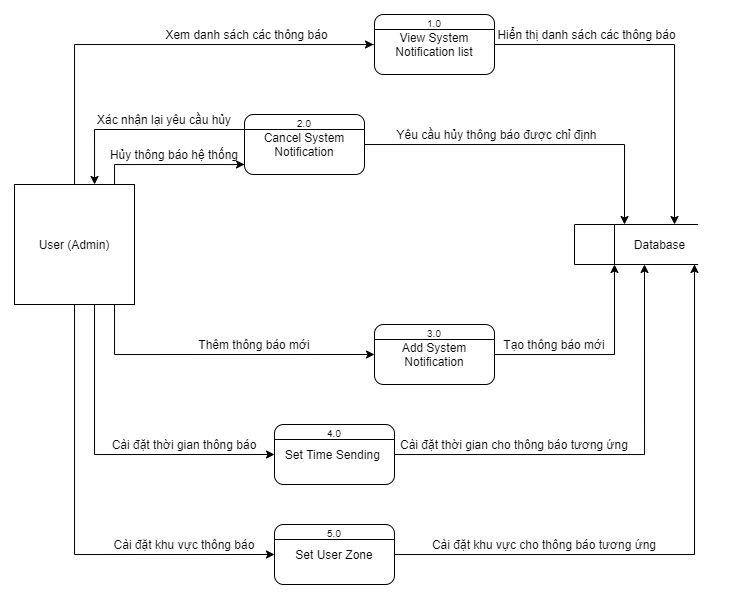 1.0
Xem danh sách các thông báo
View System
Notification list
Hiển thị danh sách các thông báo
Xác nhận lại yêu cầu hủy
2.0
Cancel System
Notification
Yêu cầu hủy thông báo được chỉ định
Hủy thông báo hệ thống
User (Admin)
Database
3.0
Thêm thông báo mới
Add System
Notification
Tạo thông báo mới
4.0
Cải đặt thời gian thông báo
Set Time Sending
Cải đặt thời gian cho thông báo tương ứng
5.0
Cải đặt khu vực thông báo
Set User Zone
Cải đặt khu vực cho thông báo tương ứng